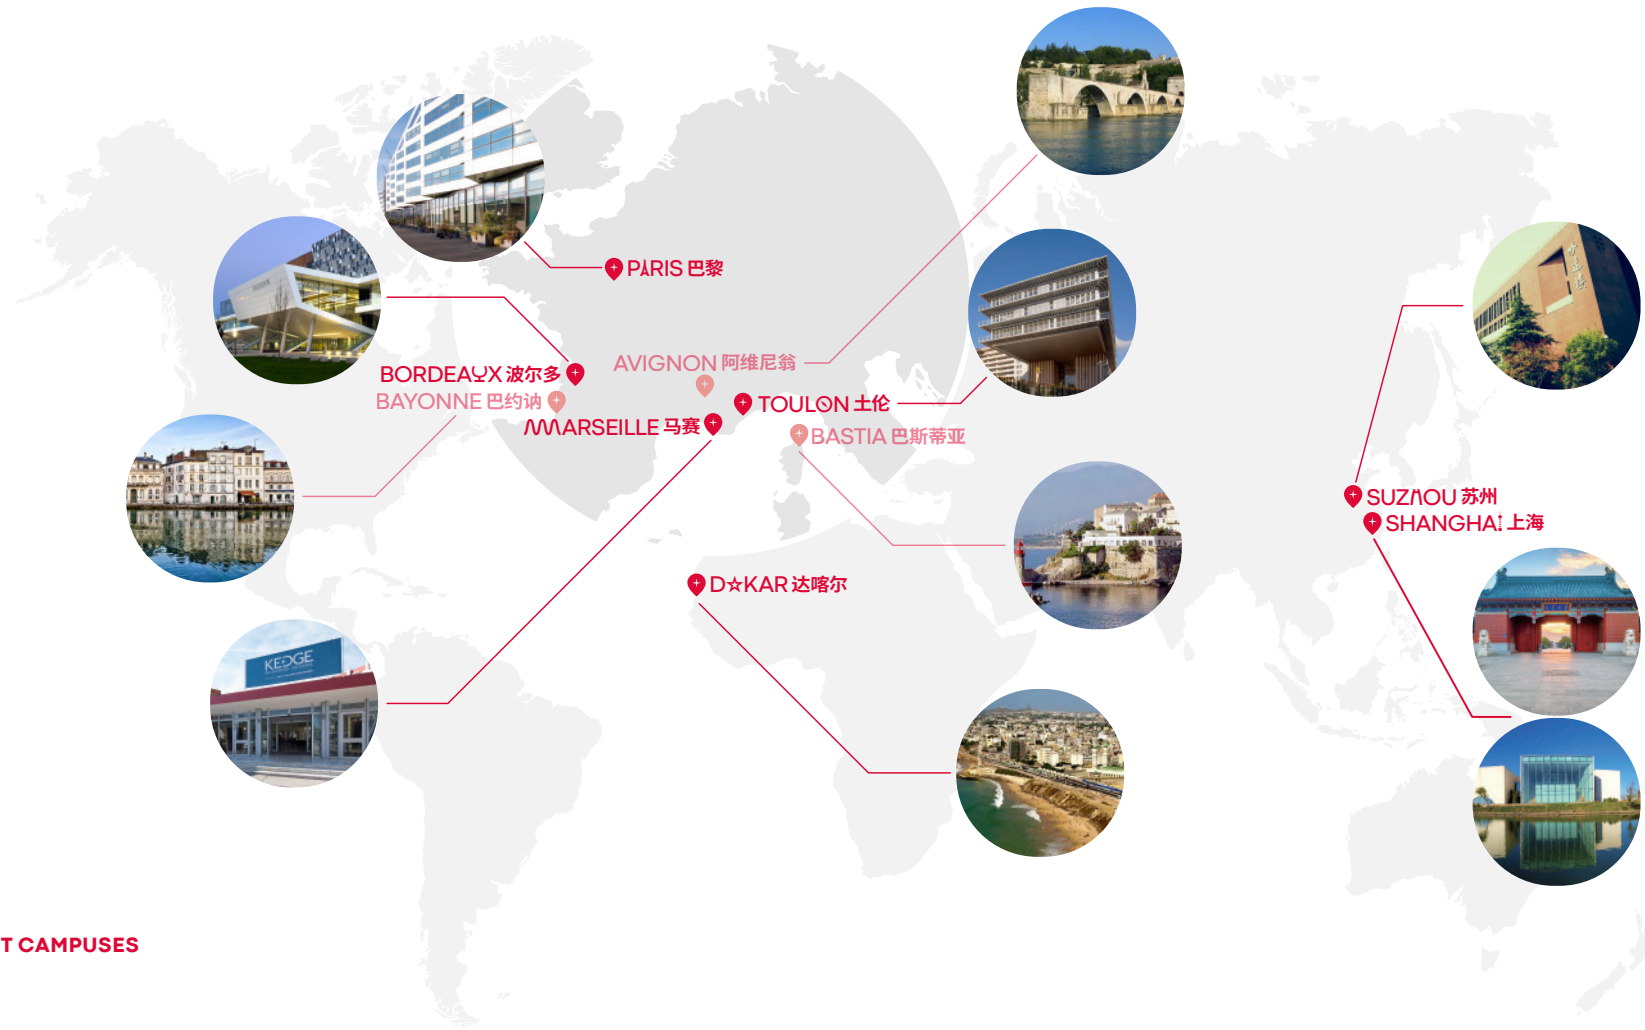 PARIS 巴黎
AVIGNON 阿维尼翁
BORDEAUX 波尔多
BAYONNE 巴约讷
TOULON 土伦
MARSEILLE 马赛
BASTIA 巴斯蒂亚
SUZHOU 苏州
SHANGHAI 上海
DAKAR 达喀尔
KEDGE
T CAMPUSES